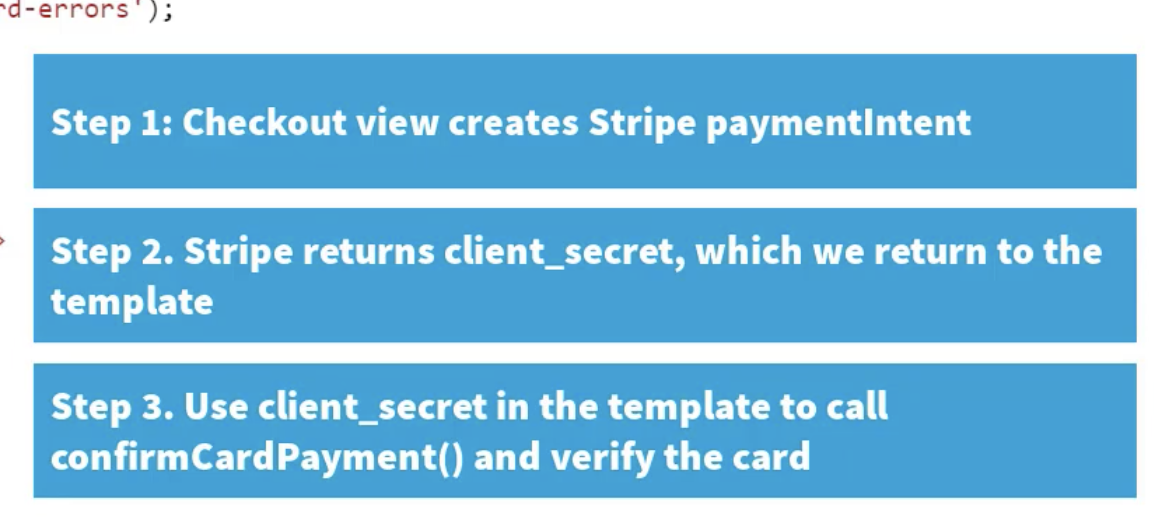 rd-errors');
Step 1: Checkout view creates Stripe paymentIntent
Step 2. Stripe returns client_secret, which we return to the
template
Step 3. Use client_secret in the template to call
confirmCardPayment() and verify the card